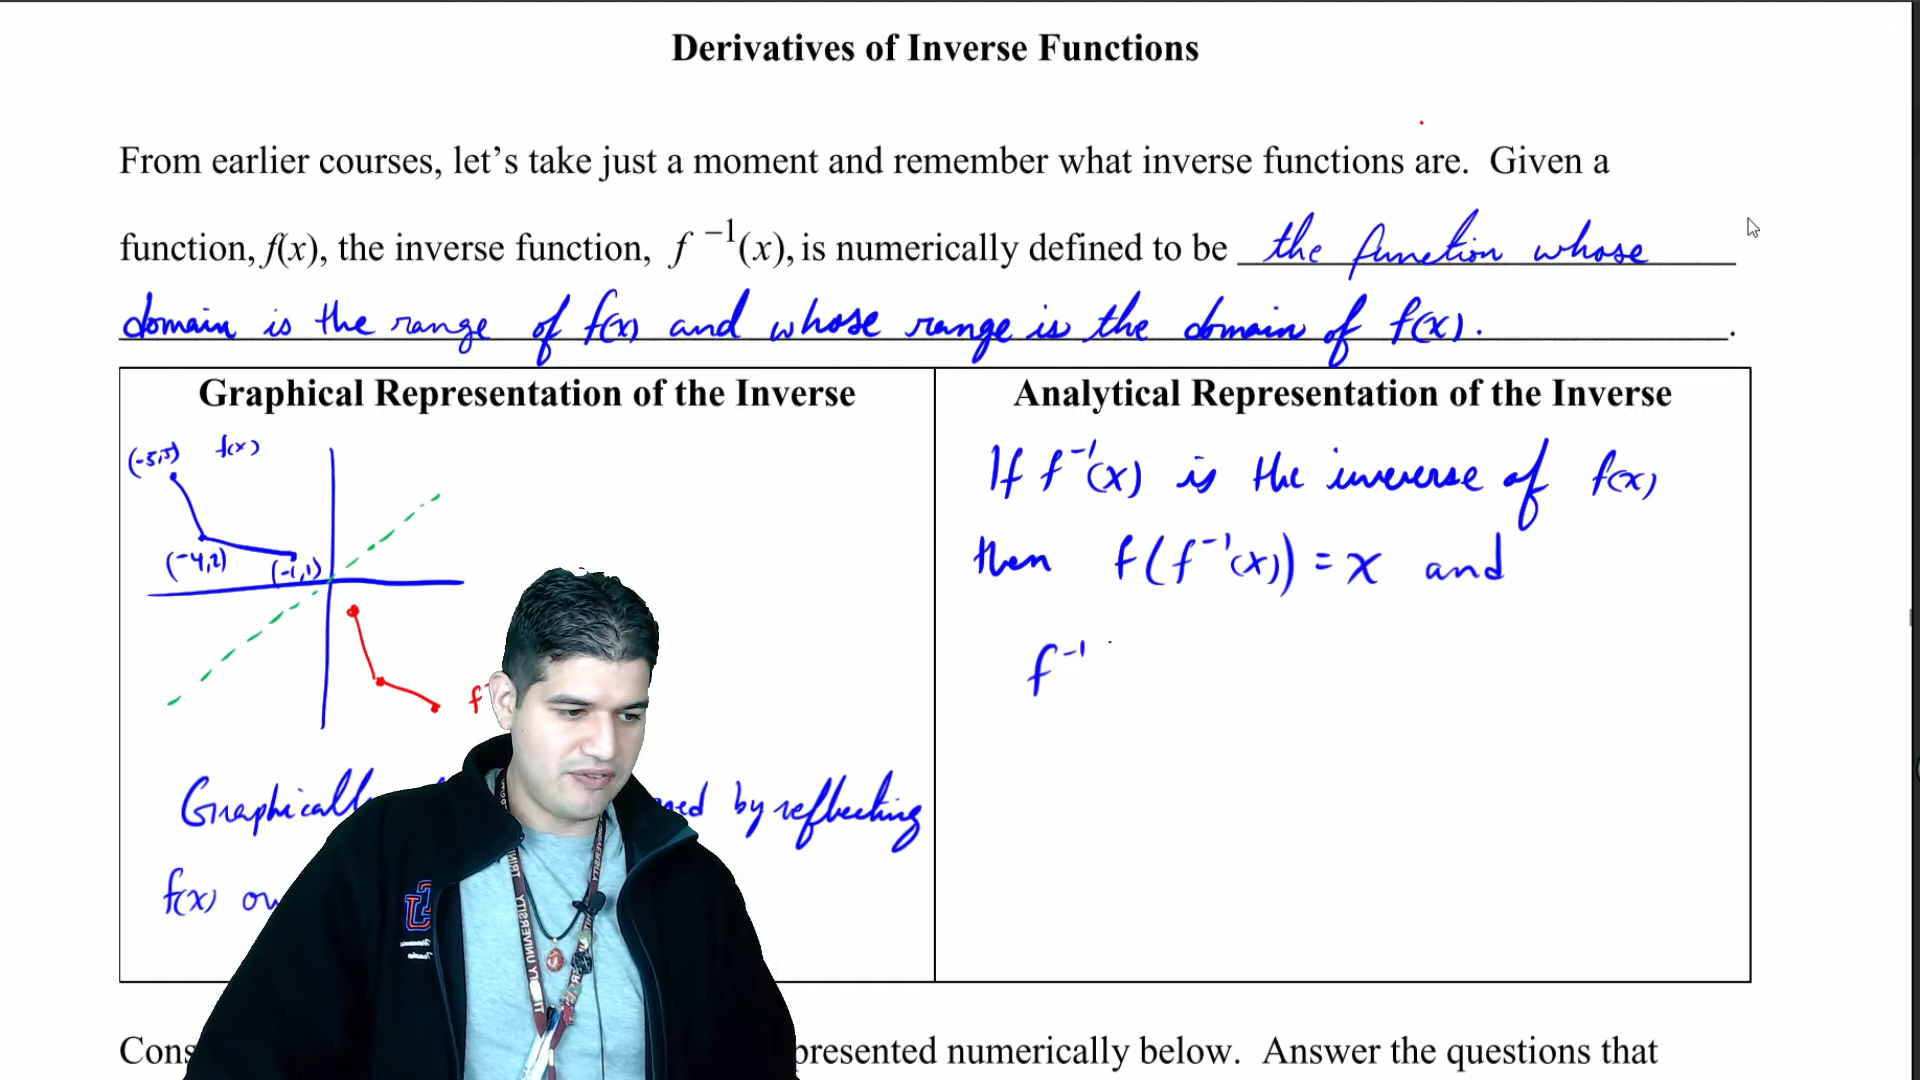 Derivatives of Inverse Functions
From earlier courses, let's take just a moment and remember what inverse functions are. Given a
function, f(x), the inverse function, f⁻¹(x), is numerically defined to be the function whose
domain is the range of f(x) and whose range is the domain of f(x). .
Graphical Representation of the Inverse
(-5,5) f(x)
(-4,2) (-1,1)
f
Graphically by reflecting
f(x)
Analytical Representation of the Inverse
If f⁻¹(x) is the inverse of f(x)
then f(f⁻¹(x)) = x and
f⁻¹
presented numerically below. Answer the questions that